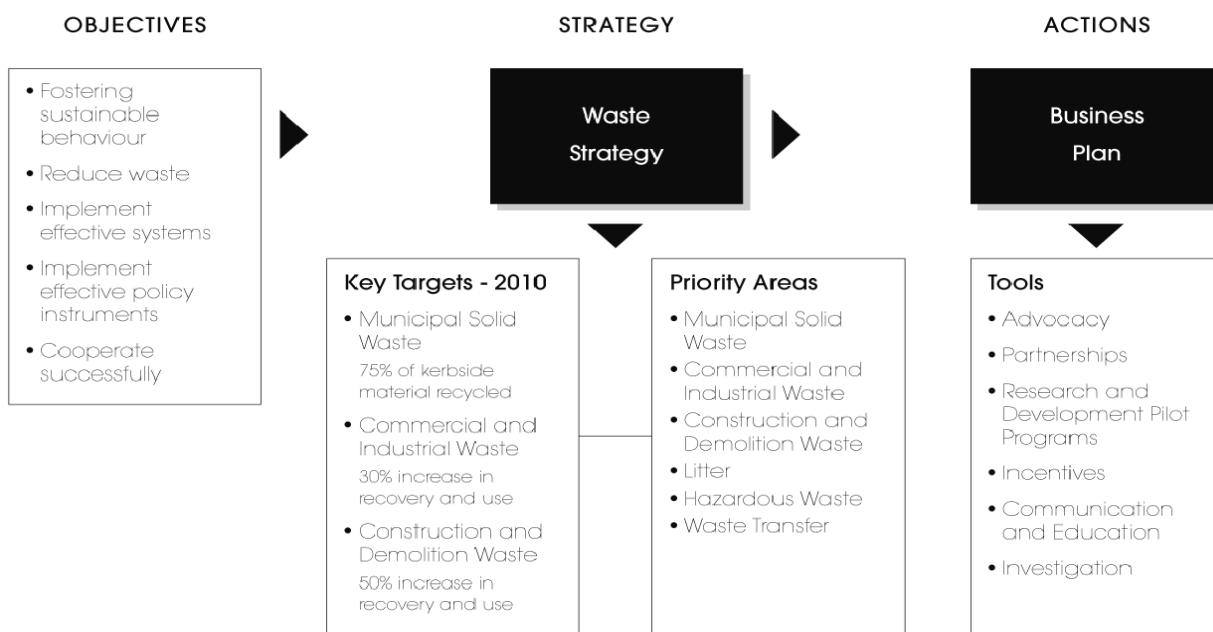 OBJECTIVES
• Fostering
sustainable
behaviour
• Reduce waste
• Implement
effective systems
• Implement
effective policy
instruments
• Cooperate
successfully
STRATEGY
Waste
Strategy
Key Targets - 2010
• Municipal Solid
Waste
75% of kerbside
material recycled
• Commercial and
Industrial Waste
30% increase in
recovery and use
• Construction and
Demolition Waste
50% increase in
recovery and use
Priority Areas
• Municipal Solid
Waste
• Commercial and
Industrial Waste
• Construction and
Demolition Waste
• Litter
• Hazardous Waste
• Waste Transfer
ACTIONS
Business
Plan
Tools
• Advocacy
• Partnerships
• Research and
Development Pilot
Programs
• Incentives
• Communication
and Education
• Investigation